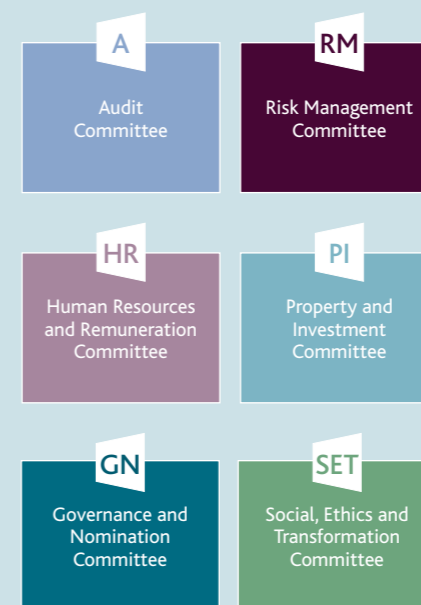 A
Audit
Committee
RM
Risk Management
Committee
HR
Human Resources
and Remuneration
Committee
PI
Property and
Investment
Committee
GN
Governance and
Nomination
Committee
SET
Social, Ethics and
Transformation
Committee